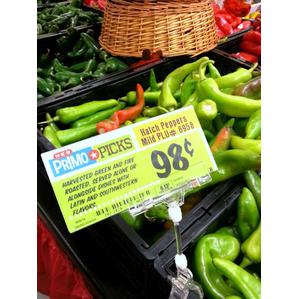 H-E-B
PRIMO PICKS
HARVESTED GREEN AND FIRE
ROASTED. SERVED ALONE OR
ALONGSIDE DISHES WITH
LATIN AND SOUTHWESTERN
FLAVORS.
Hatch Peppers
Mild PLU# 6958
98¢